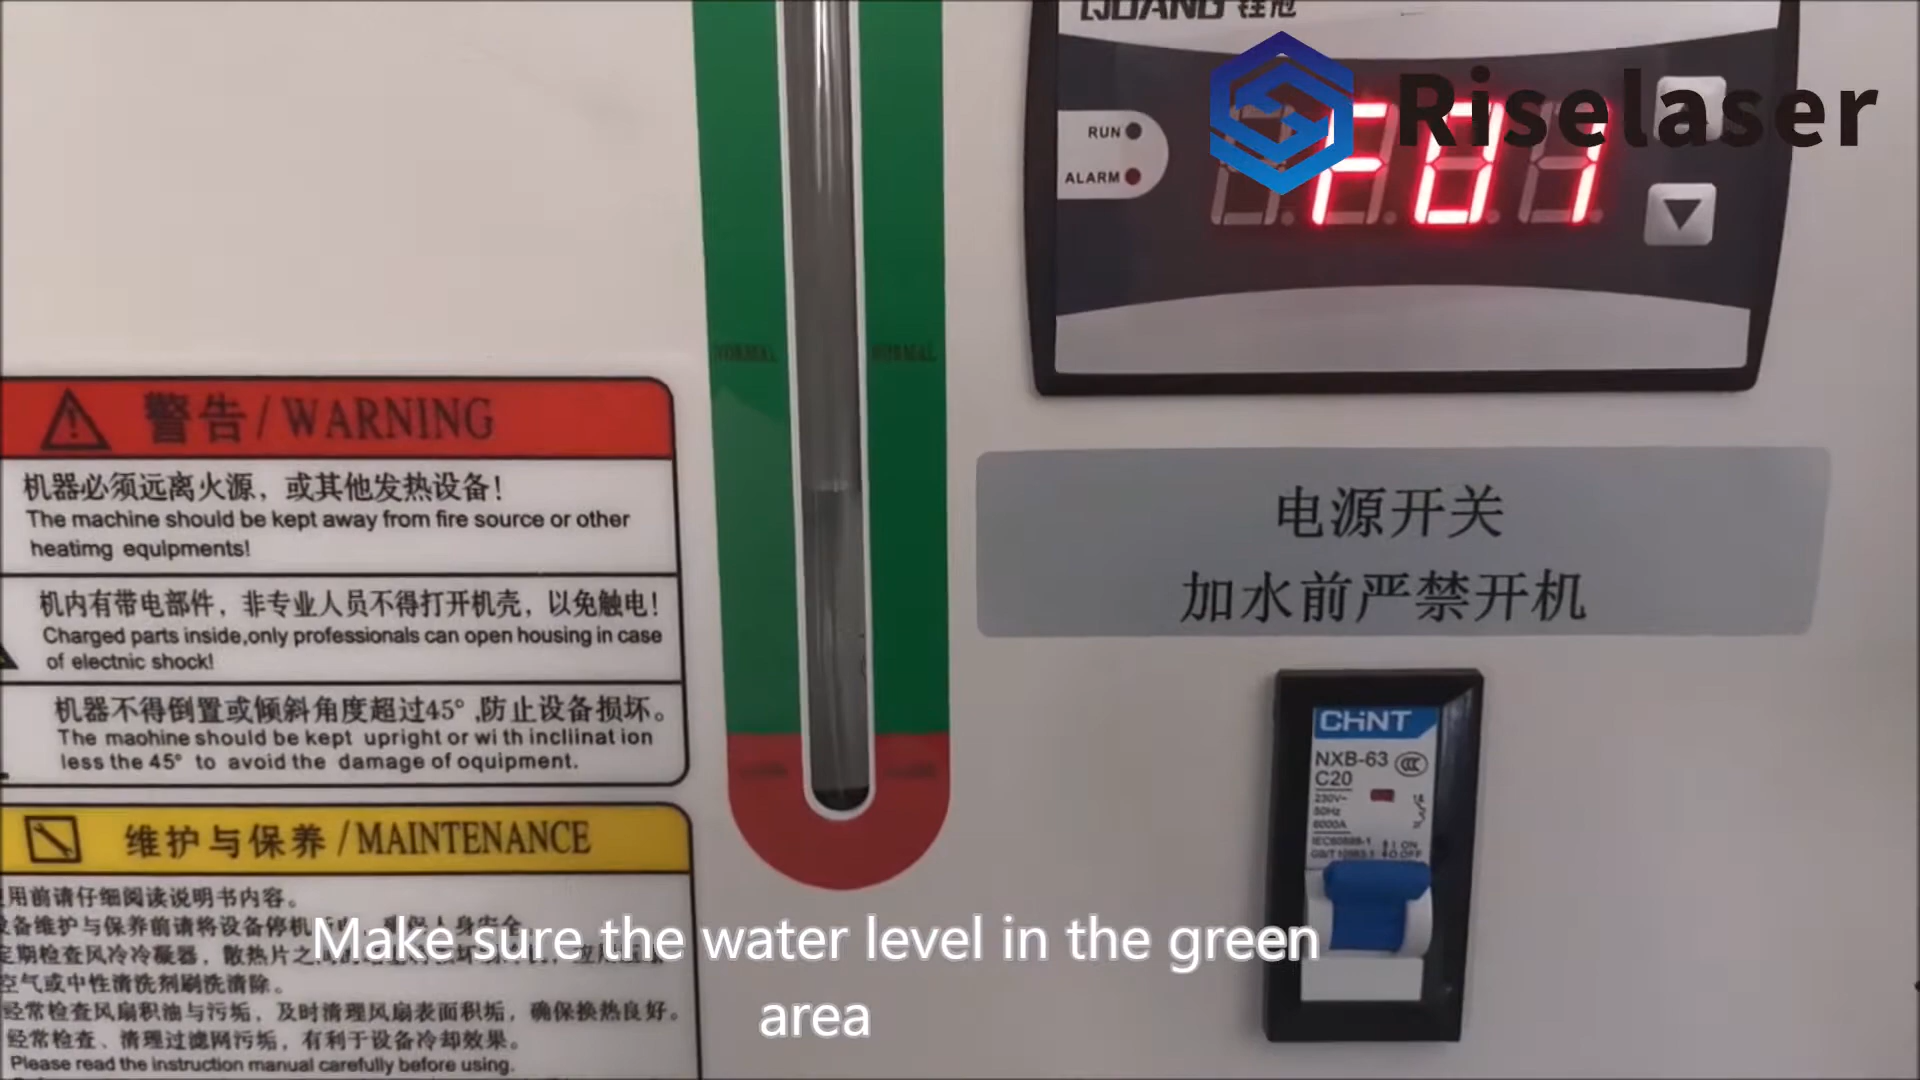 Riselaser
RUN
ALARM
F01
NORMAL NORMAL
警告/WARNING
机器必须远离火源，或其他发热设备！
The machine should be kept away from fire source or other
heatimg equlpments!
机内有带电部件，非专业人员不得打开机壳，以免触电！
Charged parts inside,only professionals can open housing in case
of electnic shock!
机器不得倒置或倾斜角度超过45°,防止设备损坏。
The maohine should be kept upright or wi th incliinat ion
less the 45° to avoid the damage of oquipment.
电源开关
加水前严禁开机
CHNT
NXB-63
C20
230V~
50Hz
6000A
维护与保养/MAINTENANCE
用前请仔细阅读说明书内容。
备维护与保养前请将设备停机
定期检查风冷冷凝器，散热片之
空气或中性清洗剂刷洗清除。
经常检查风扇积油与污垢，及时清理风扇表面积垢，确保换热良好。
经常检查、清理过滤网污垢，有利于设备冷却效果。
Please read the instruction manual carefully before using.
Make sure the water level in the green
area